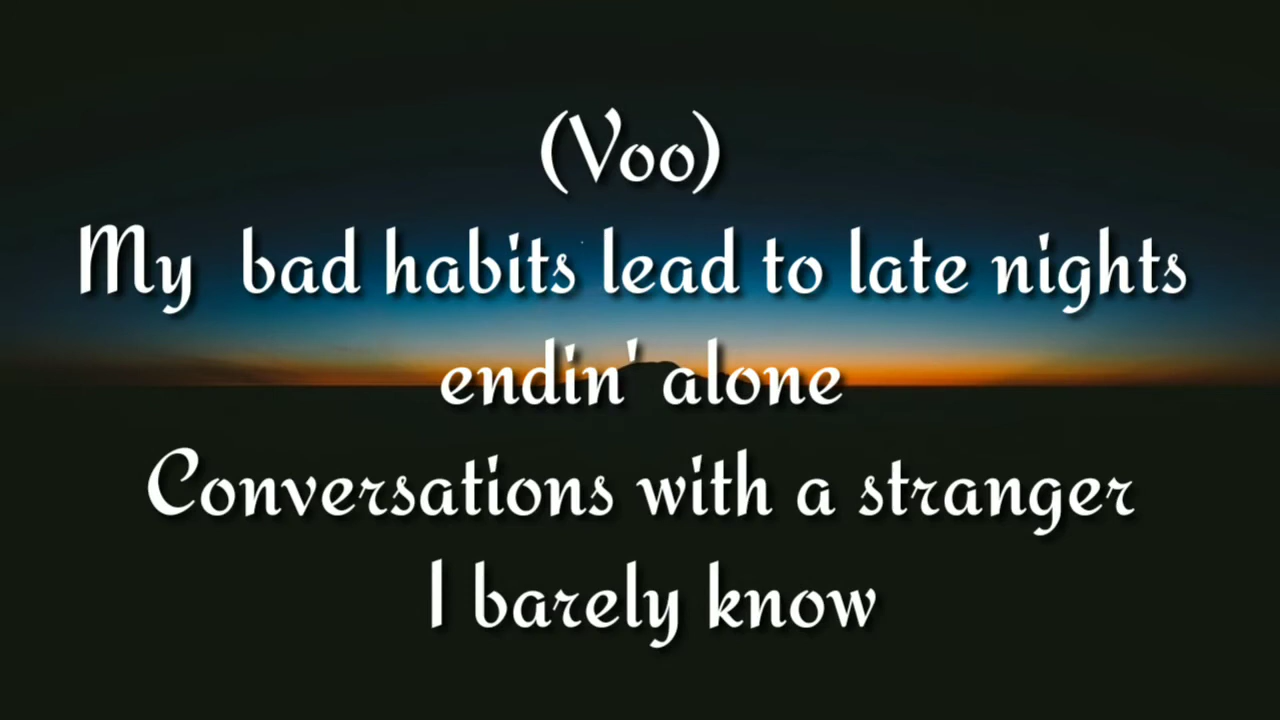 (Voo)
My bad habits lead to late nights
endin' alone
Conversations with a stranger
I barely know